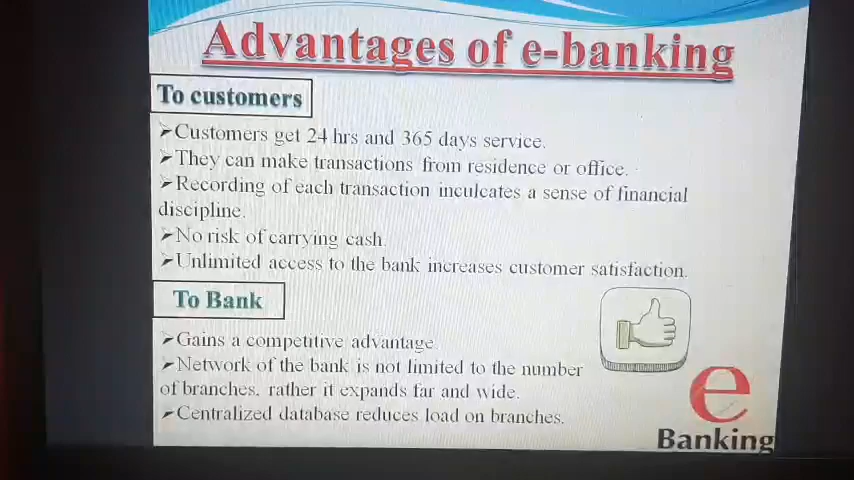 Advantages of e-banking
To customers
➢Customers get 24 hrs and 365 days service.
➢They can make transactions from residence or office.
➢Recording of each transaction inculcates a sense of financial
discipline.
➢No risk of carrying cash.
➢Unlimited access to the bank increases customer satisfaction.
To Bank
➢Gains a competitive advantage.
➢Network of the bank is not limited to the number
of branches, rather it expands far and wide.
➢Centralized database reduces load on branches.
e
Banking